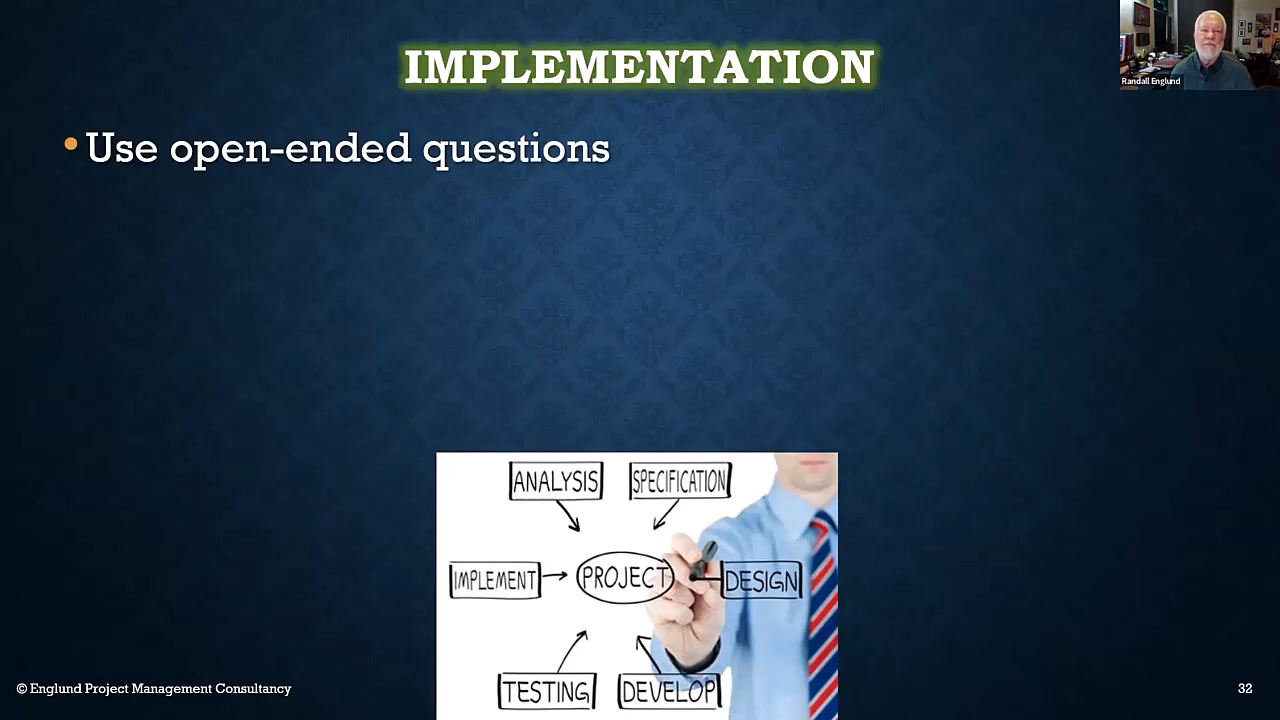 IMPLEMENTATION
Randall Englund
• Use open-ended questions
ANALYSIS
SPECIFICATION
IMPLEMENT
PROJECT
DESIGN
TESTING
DEVELOP
© Englund Project Management Consultancy
32